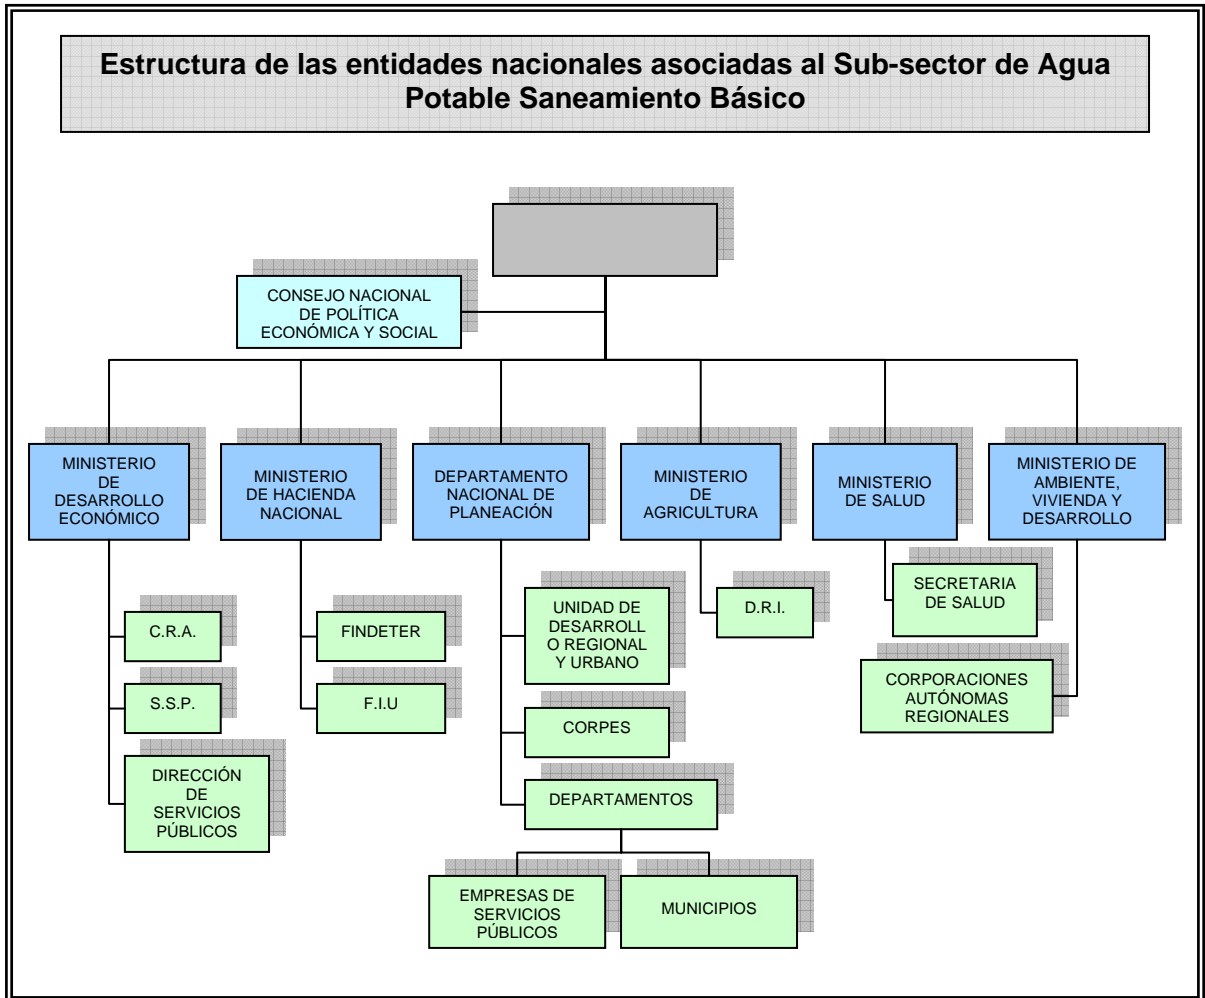 Estructura de las entidades nacionales asociadas al Sub-sector de Agua
Potable Saneamiento Básico
CONSEJO NACIONAL
DE POLÍTICA
ECONÓMICA Y SOCIAL
MINISTERIO
DE
DESARROLLO
ECONÓMICO
MINISTERIO
DE HACIENDA
NACIONAL
DEPARTAMENTO
NACIONAL DE
PLANEACIÓN
MINISTERIO
DE
AGRICULTURA
MINISTERIO
DE SALUD
MINISTERIO DE
AMBIENTE,
VIVIENDA Y
DESARROLLO
C.R.A.
S.S.P.
DIRECCIÓN
DE
SERVICIOS
PÚBLICOS
FINDETER
F.I.U
UNIDAD DE
DESARROLL
O REGIONAL
Y URBANO
CORPES
DEPARTAMENTOS
EMPRESAS DE
SERVICIOS
PÚBLICOS
MUNICIPIOS
D.R.I.
SECRETARIA
DE SALUD
CORPORACIONES
AUTÓNOMAS
REGIONALES